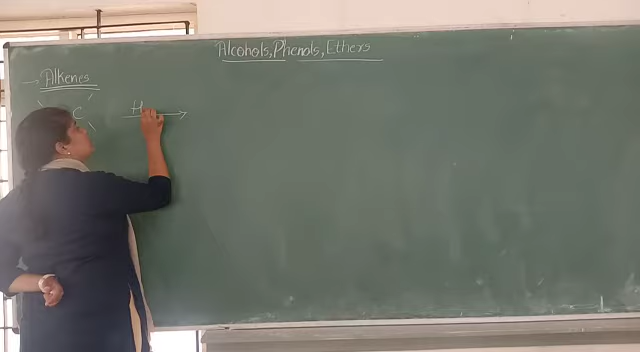 Alcohols, Phenols, Ethers
→ Alkenes
C
H